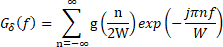 G_δ(f) = ∑_{n=-∞}^{∞} g(n/2W) exp(-jπnf/W)